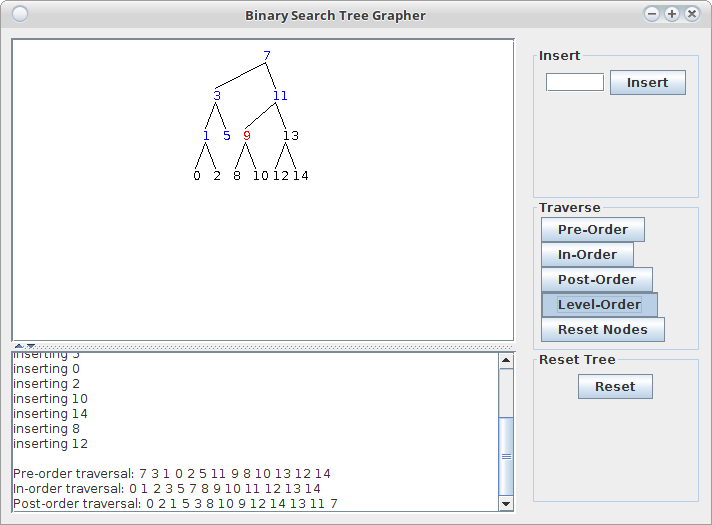 Binary Search Tree Grapher
7
3 11
1 5 9 13
0 2 8 10 12 14
inserting 5
inserting 0
inserting 2
inserting 10
inserting 14
inserting 8
inserting 12
Pre-order traversal: 7 3 1 0 2 5 11 9 8 10 13 12 14
In-order traversal: 0 1 2 3 5 7 8 9 10 11 12 13 14
Post-order traversal: 0 2 1 5 3 8 10 9 12 14 13 11 7
Insert
Insert
Traverse
Pre-Order
In-Order
Post-Order
Level-Order
Reset Nodes
Reset Tree
Reset